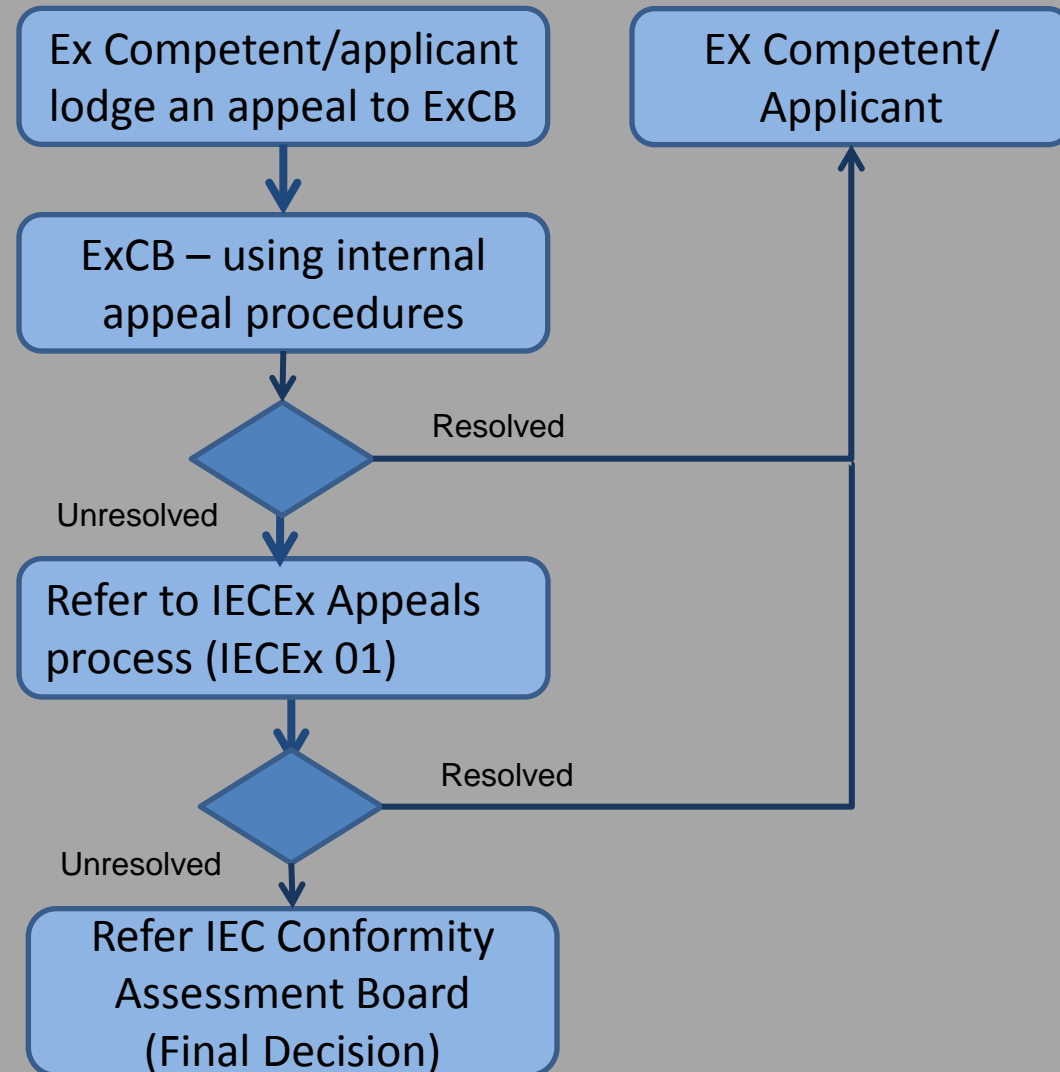 Ex Competent/applicant
lodge an appeal to ExCB
EX Competent/
Applicant
ExCB – using internal
appeal procedures
Resolved
Unresolved
Refer to IECEx Appeals
process (IECEx 01)
Resolved
Unresolved
Refer IEC Conformity
Assessment Board
(Final Decision)